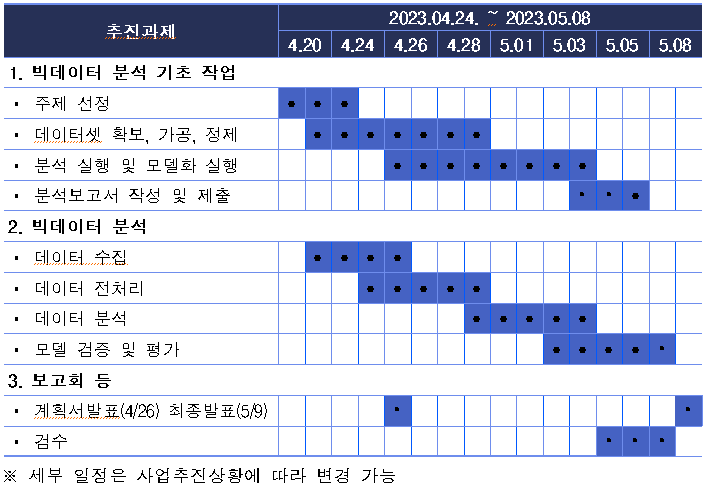 추진과제
2023.04.24. ~ 2023.05.08
4.20 4.24 4.26 4.28 5.01 5.03 5.05 5.08
1. 빅데이터 분석 기초 작업
• 주제 선정
• 데이터셋 확보, 가공, 정제
• 분석 실행 및 모델화 실행
• 분석보고서 작성 및 제출
2. 빅데이터 분석
• 데이터 수집
• 데이터 전처리
• 데이터 분석
• 모델 검증 및 평가
3. 보고회 등
• 계획서발표(4/26) 최종발표(5/9)
• 검수
※ 세부 일정은 사업추진상황에 따라 변경 가능